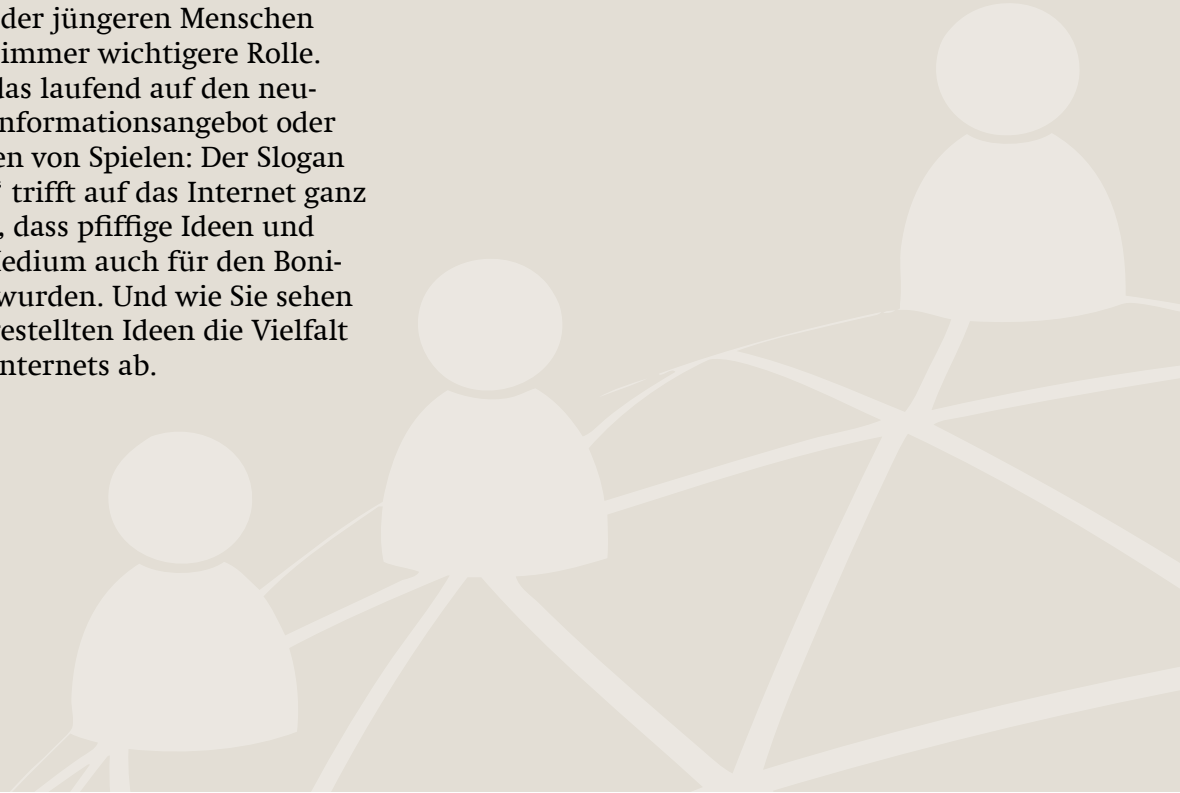 der jüngeren Menschen
immer wichtigere Rolle.
das laufend auf den neu-
nformationsangebot oder
en von Spielen: Der Slogan
trifft auf das Internet ganz
, dass pfiffige Ideen und
edium auch für den Boni-
wurden. Und wie Sie sehen
estellten Ideen die Vielfalt
nternets ab.